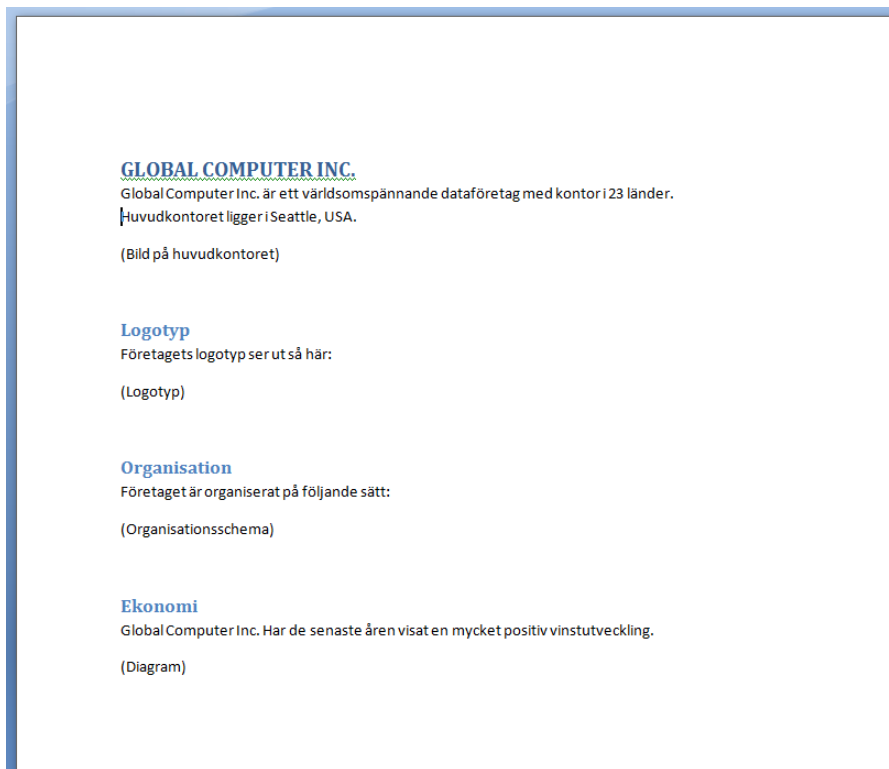 GLOBAL COMPUTER INC.
Global Computer Inc. är ett världsomspännande dataföretag med kontor i 23 länder.
Huvudkontoret ligger i Seattle, USA.
(Bild på huvudkontoret)
Logotyp
Företagets logotyp ser ut så här:
(Logotyp)
Organisation
Företaget är organiserat på följande sätt:
(Organisationsschema)
Ekonomi
Global Computer Inc. Har de senaste åren visat en mycket positiv vinstutveckling.
(Diagram)